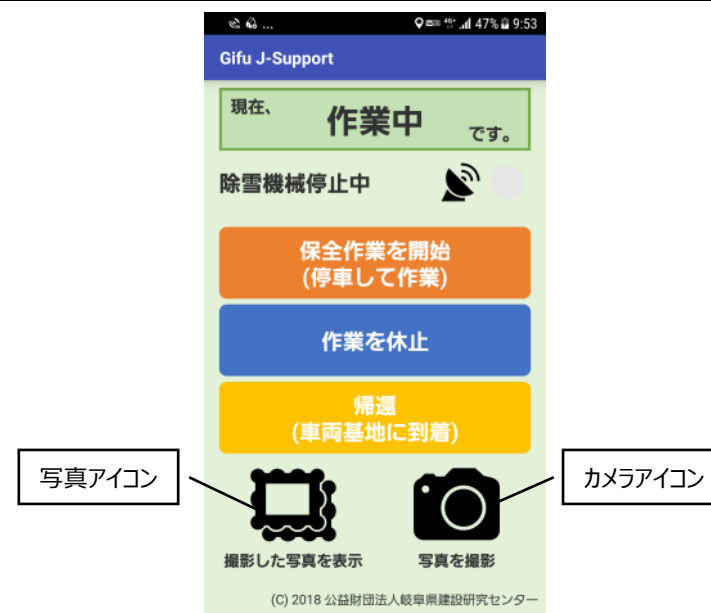 ... 47% 9:53
Gifu J-Support
現在、
作業中
です。
除雪機械停止中
保全作業を開始
(停車して作業)
作業を休止
帰還
(車両基地に到着)
写真アイコン
カメラアイコン
撮影した写真を表示
写真を撮影
(C) 2018 公益財団法人岐阜県建設研究センター